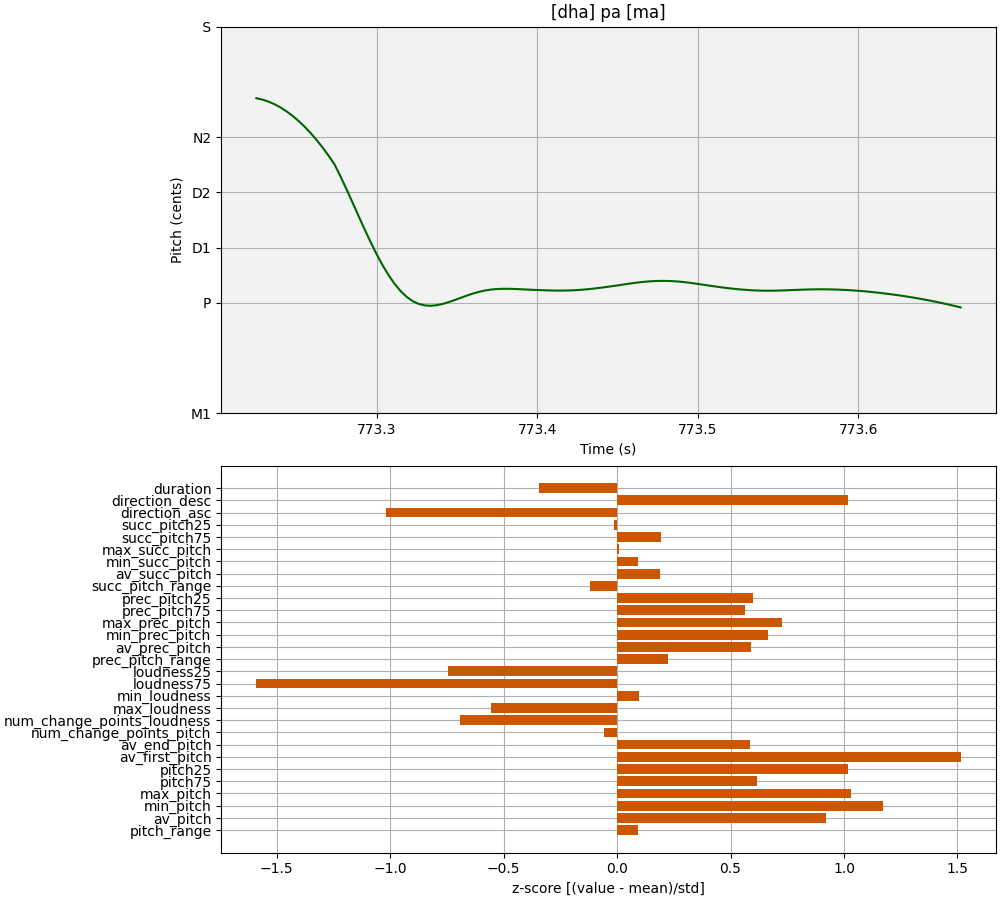 [dha] pa [ma]
S
N2
D2
D1
P
M1
Pitch (cents)
773.3 773.4 773.5 773.6
Time (s)
duration
direction_desc
direction_asc
succ_pitch25
succ_pitch75
max_succ_pitch
min_succ_pitch
av_succ_pitch
succ_pitch_range
prec_pitch25
prec_pitch75
max_prec_pitch
min_prec_pitch
av_prec_pitch
prec_pitch_range
loudness25
loudness75
min_loudness
max_loudness
num_change_points_loudness
num_change_points_pitch
av_end_pitch
av_first_pitch
pitch25
pitch75
max_pitch
min_pitch
av_pitch
pitch_range
−1.5 −1.0 −0.5 0.0 0.5 1.0 1.5
z-score [(value - mean)/std]